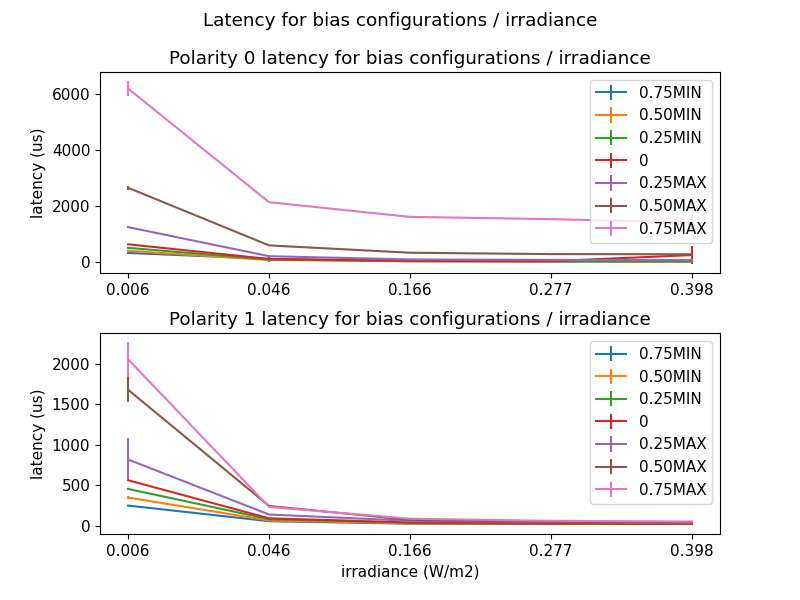 Latency for bias configurations / irradiance
Polarity 0 latency for bias configurations / irradiance
latency (us)
6000
4000
2000
0
0.75MIN
0.50MIN
0.25MIN
0
0.25MAX
0.50MAX
0.75MAX
0.006 0.046 0.166 0.277 0.398
Polarity 1 latency for bias configurations / irradiance
latency (us)
2000
1500
1000
500
0
0.75MIN
0.50MIN
0.25MIN
0
0.25MAX
0.50MAX
0.75MAX
0.006 0.046 0.166 0.277 0.398
irradiance (W/m2)